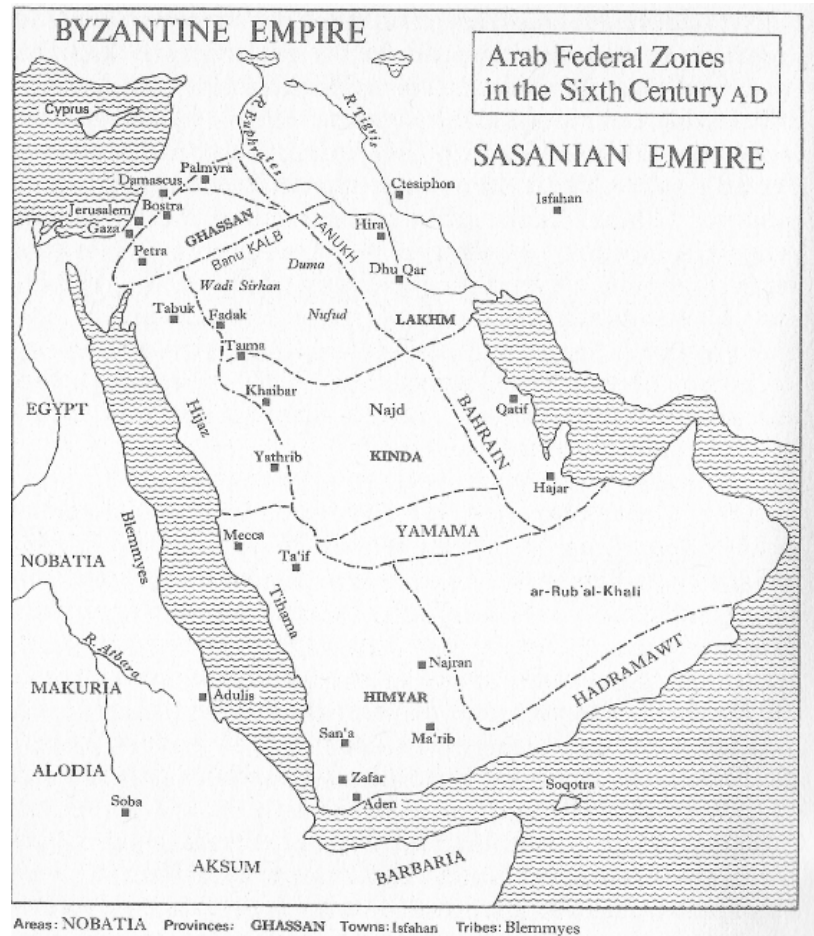 BYZANTINE EMPIRE
Arab Federal Zones
in the Sixth Century AD
Cyprus
R. Euphrates
R. Tigris
SASANIAN EMPIRE
Palmyra
Damascus
Ctesiphon
Isfahan
Jerusalem
Bostra
Gaza
GHASSAN
TANUKH
Hira
Petra
Banu KALB
Duma
Dhu Qar
Wadi Sirhan
Tabuk
Fadak
Nufud
LAKHM
Taima
Khaibar
EGYPT
Hijaz
Najd
BAHRAIN
Qatif
Yathrib
KINDA
Hajar
Blemmyes
Mecca
YAMAMA
NOBATIA
Ta'if
ar-Rub'al-Khali
Tihama
R. Atbara
Najran
HADRAMAWT
MAKURIA
Adulis
HIMYAR
San'a
Ma'rib
ALODIA
Zafar
Soqotra
Soba
Aden
AKSUM
BARBARIA
Areas: NOBATIA Provinces: GHASSAN Towns: Isfahan Tribes: Blemmyes